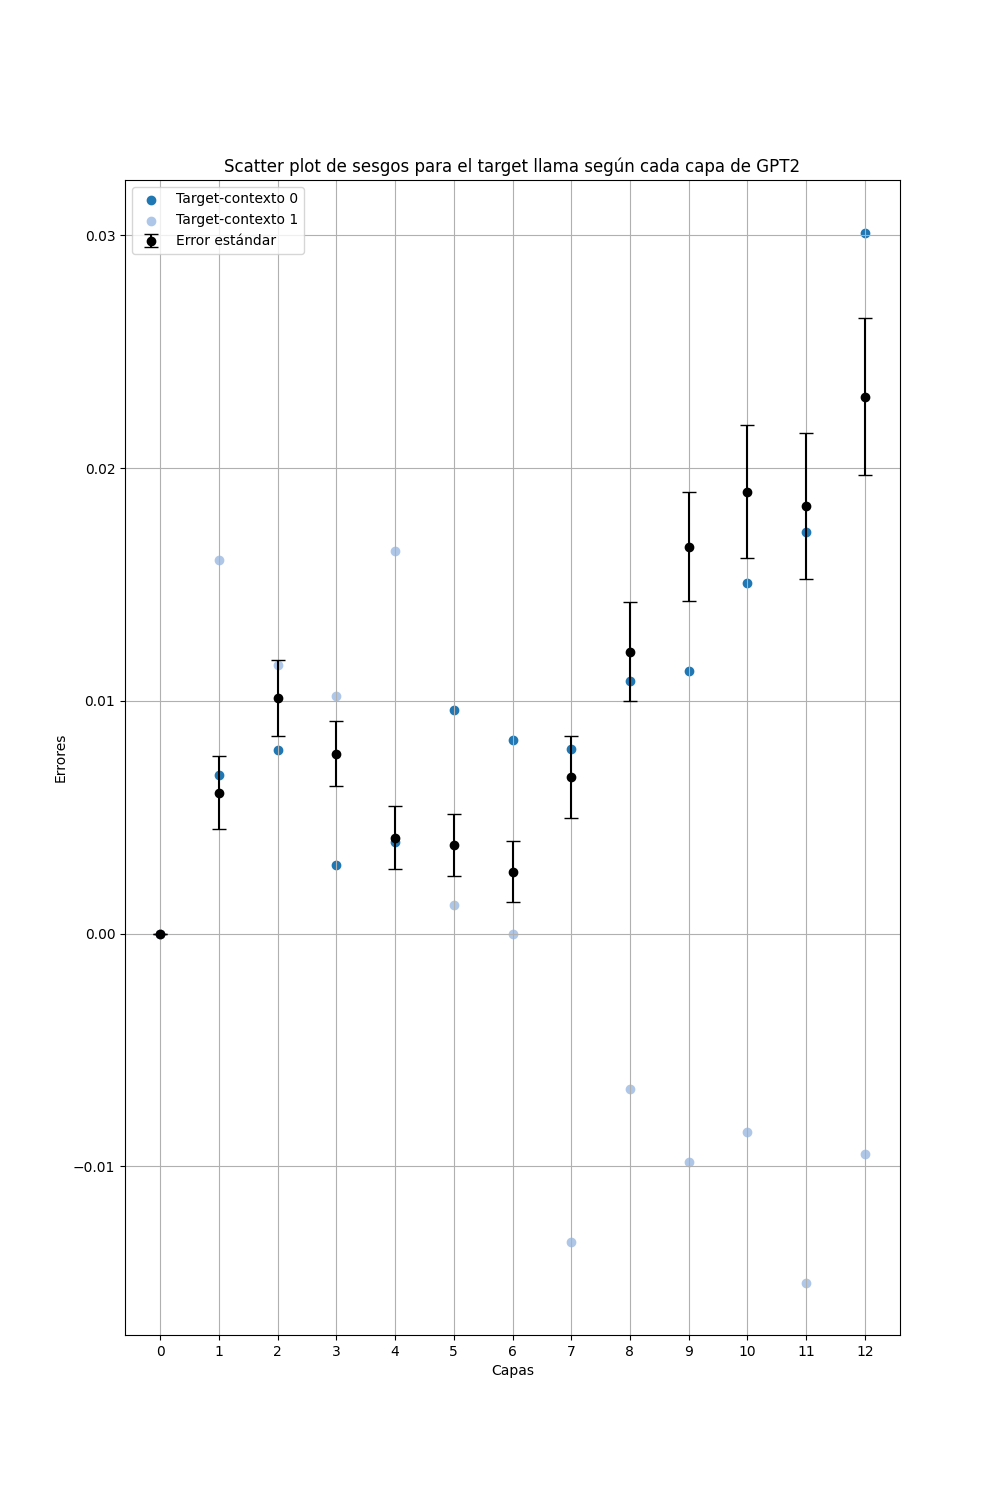 Scatter plot de sesgos para el target llama según cada capa de GPT2
Target-contexto 0
Target-contexto 1
Error estándar
0.03
0.02
0.01
0.00
−0.01
Errores
0 1 2 3 4 5 6 7 8 9 10 11 12
Capas